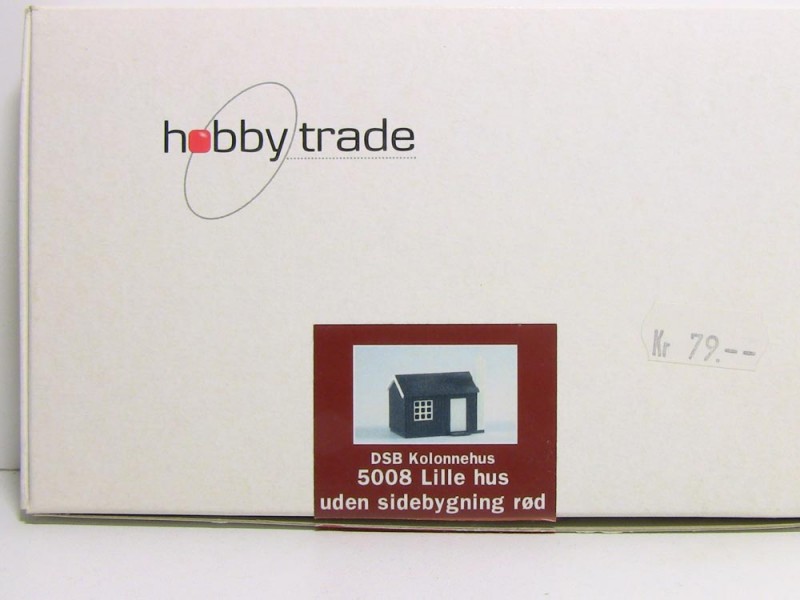 hobby trade
Kr 79.--
DSB Kolonnehus
5008 Lille hus
uden sidebygning rød